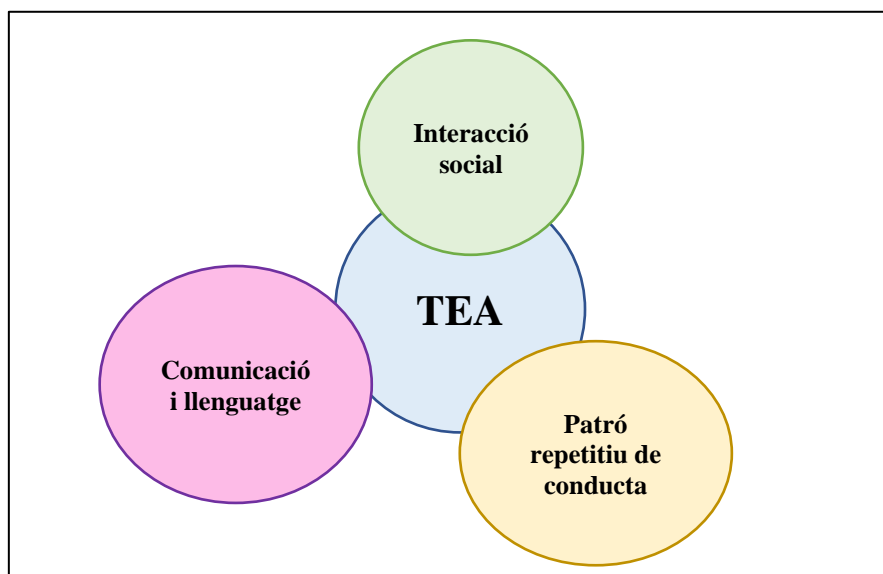 Interacció
social
TEA
Comunicació
i llenguatge
Patró
repetitiu de
conducta